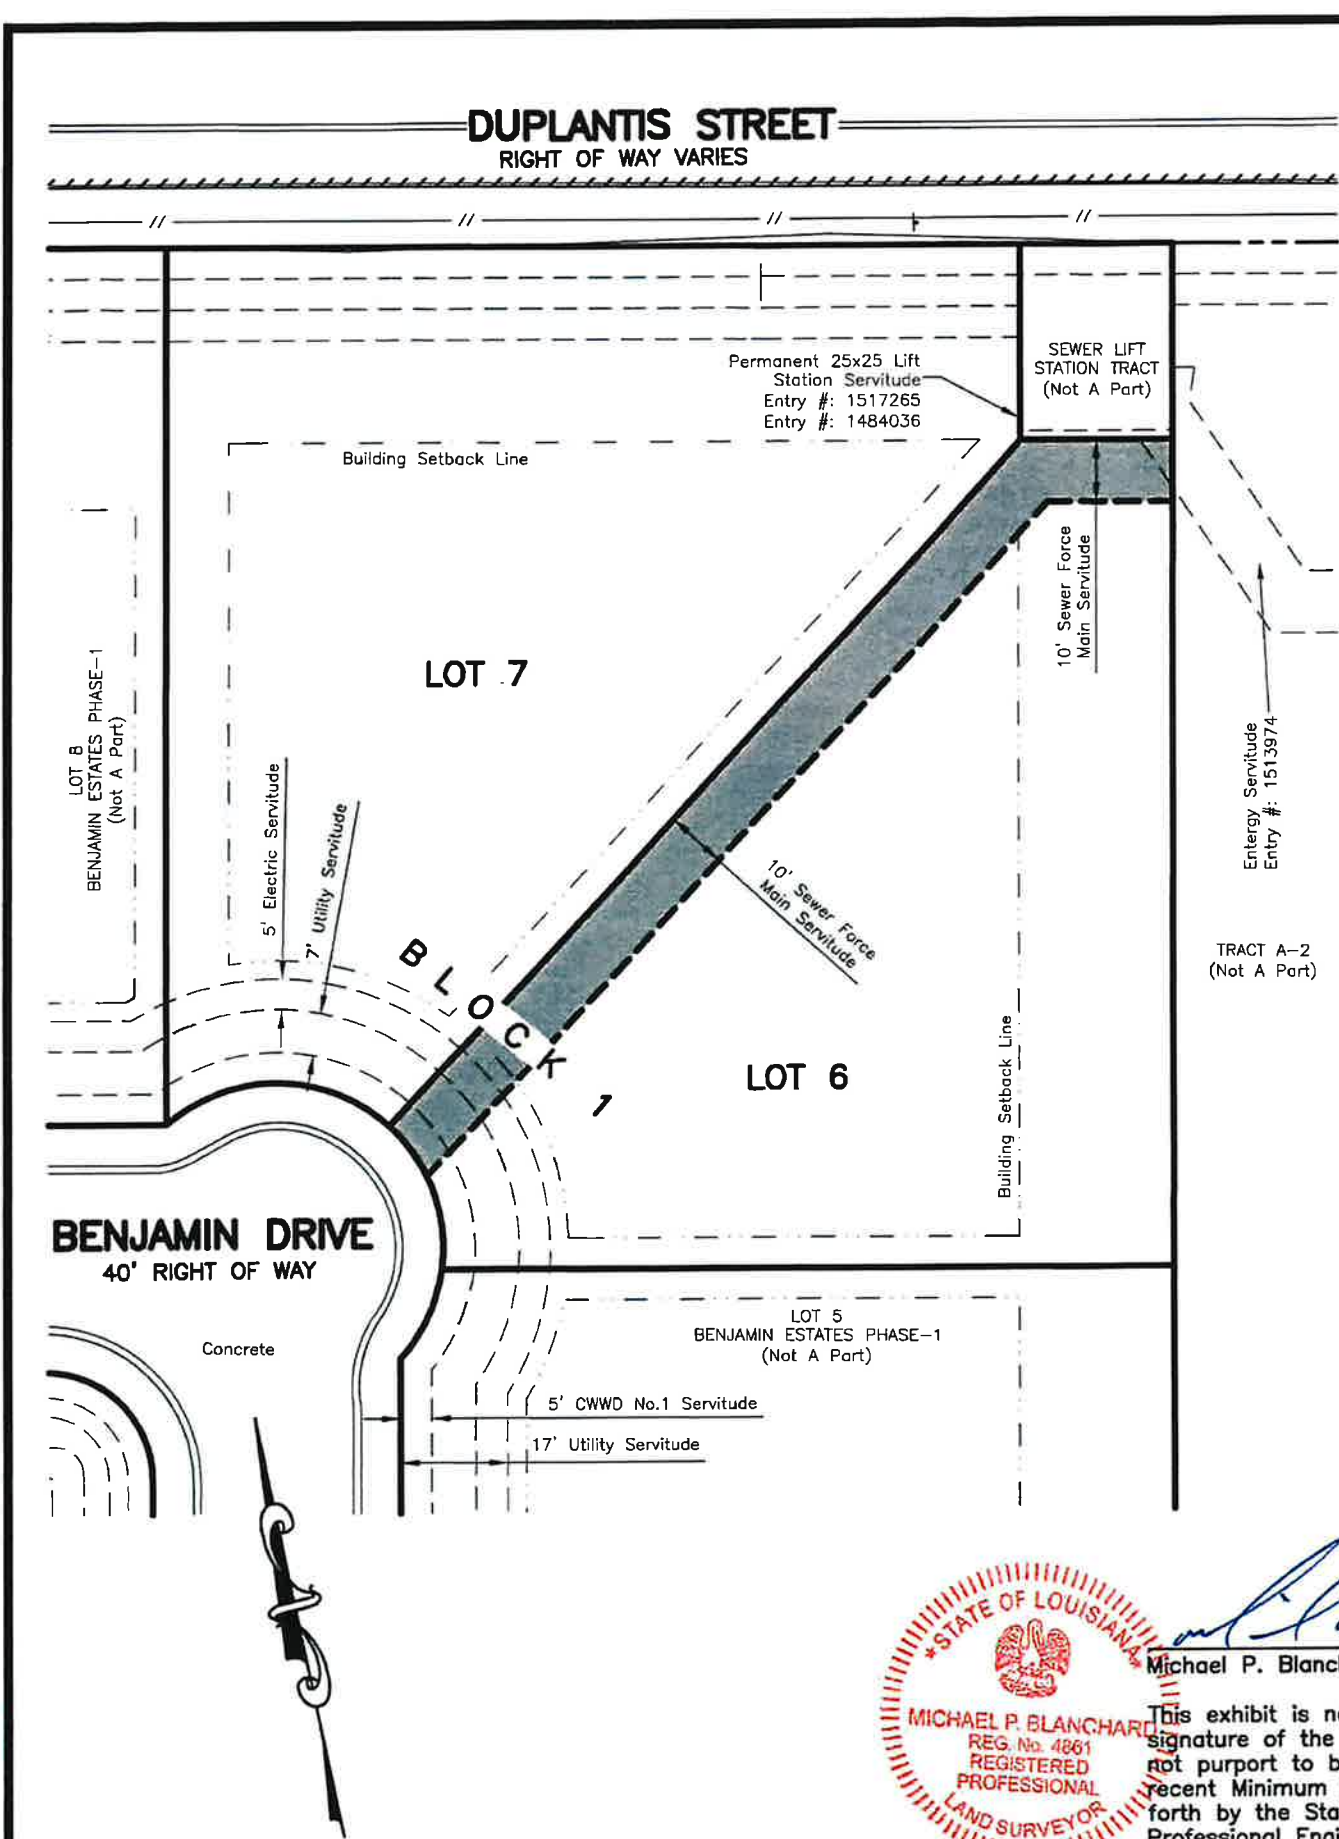 DUPLANTIS STREET
RIGHT OF WAY VARIES
Permanent 25x25 Lift
Station Servitude
Entry #: 1517265
Entry #: 1484036
SEWER LIFT
STATION TRACT
(Not A Part)
Building Setback Line
10' Sewer Force
Main Servitude
LOT 7
LOT 8
BENJAMIN ESTATES PHASE-1
(Not A Part)
5' Electric Servitude
7' Utility Servitude
Entergy Servitude
Entry #: 1513974
10' Sewer Force
Main Servitude
BLOCK 1
TRACT A-2
(Not A Part)
LOT 6
Building Setback Line
BENJAMIN DRIVE
40' RIGHT OF WAY
Concrete
LOT 5
BENJAMIN ESTATES PHASE-1
(Not A Part)
5' CWWD No.1 Servitude
17' Utility Servitude
STATE OF LOUISIANA
MICHAEL P. BLANCHARD
REG. No. 4861
REGISTERED
PROFESSIONAL
LAND SURVEYOR
Michael P. Blanc
This exhibit is n
signature of the
not purport to b
recent Minimum
forth by the Sta
Professional Engi